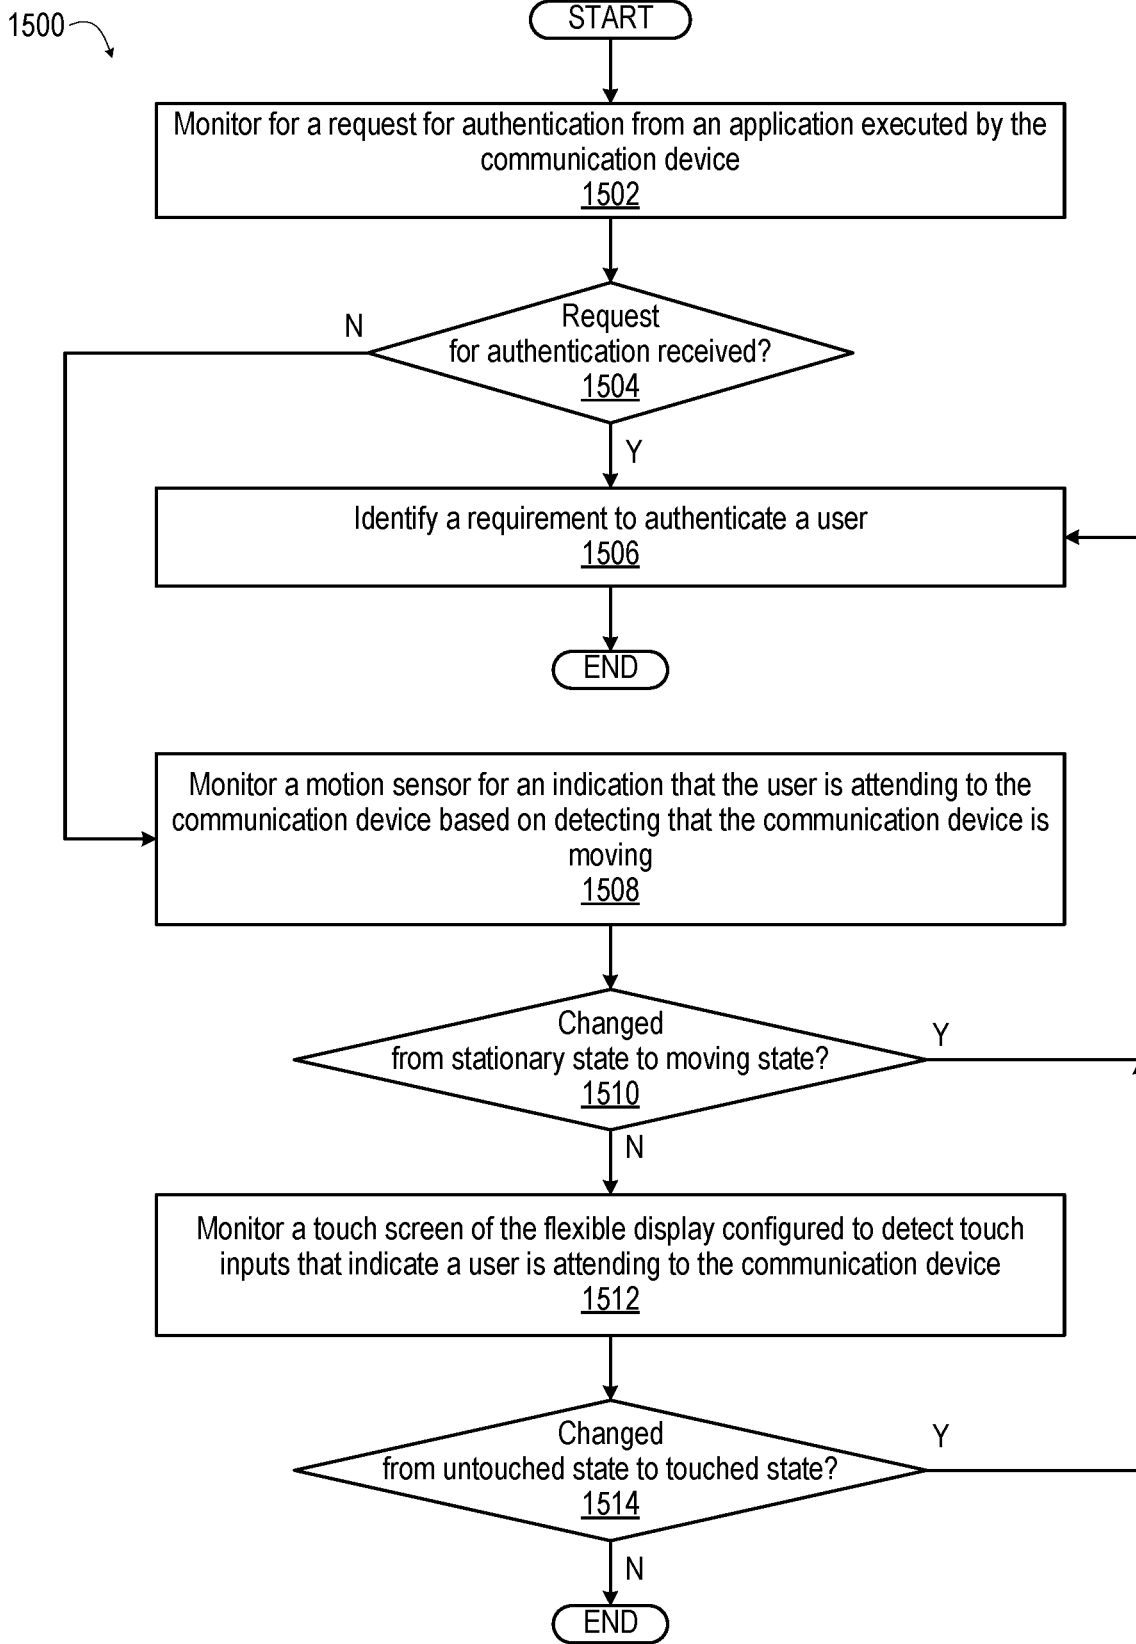 1500
START
Monitor for a request for authentication from an application executed by the
communication device
1502
Request
for authentication received?
1504
N
Y
Identify a requirement to authenticate a user
1506
END
Monitor a motion sensor for an indication that the user is attending to the
communication device based on detecting that the communication device is
moving
1508
Changed
from stationary state to moving state?
1510
Y
N
Monitor a touch screen of the flexible display configured to detect touch
inputs that indicate a user is attending to the communication device
1512
Changed
from untouched state to touched state?
1514
Y
N
END